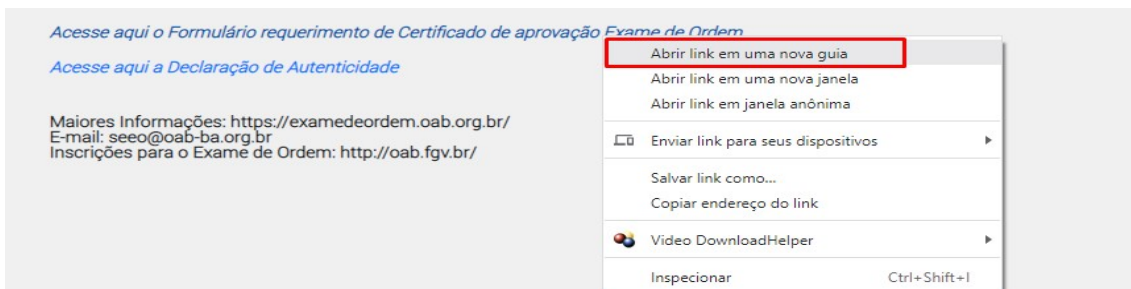 Acesse aqui o Formulário requerimento de Certificado de aprovação Exame de Ordem
Acesse aqui a Declaração de Autenticidade
Maiores Informações: https://examedeordem.oab.org.br/
E-mail: seeo@oab-ba.org.br
Inscrições para o Exame de Ordem: http://oab.fgv.br/
Abrir link em uma nova guia
Abrir link em uma nova janela
Abrir link em janela anônima
Enviar link para seus dispositivos
Salvar link como...
Copiar endereço do link
Video DownloadHelper
Inspecionar Ctrl+Shift+I